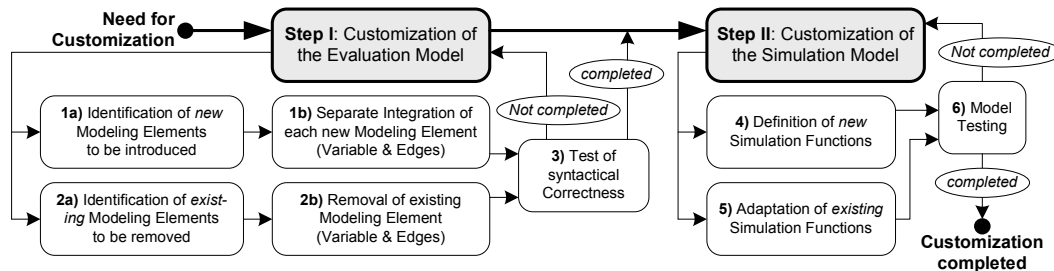 Need for
Customization
Step I: Customization of
the Evaluation Model
completed
Not completed
1a) Identification of new
Modeling Elements
to be introduced
1b) Separate Integration of
each new Modeling Element
(Variable & Edges)
2a) Identification of exist-
ing Modeling Elements
to be removed
2b) Removal of existing
Modeling Element
(Variable & Edges)
3) Test of
syntactical
Correctness
Step II: Customization of
the Simulation Model
Not completed
4) Definition of new
Simulation Functions
5) Adaptation of existing
Simulation Functions
6) Model
Testing
completed
Customization
completed